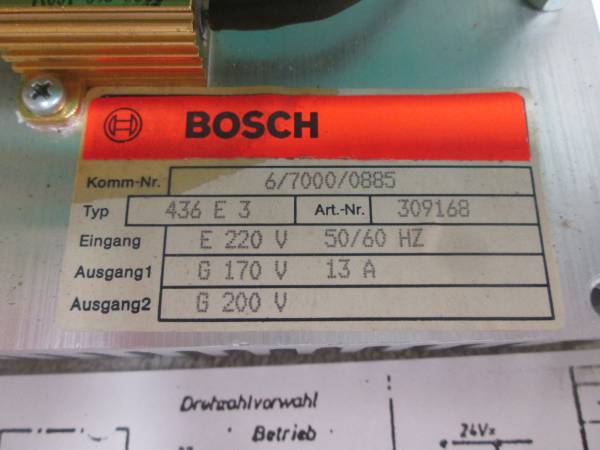 BOSCH
Komm-Nr. 6/7000/0885
Typ 436 E 3 Art.-Nr. 309168
Eingang E 220 V 50/60 HZ
Ausgang1 G 170 V 13 A
Ausgang2 G 200 V
Drehzahlvorwahl
Betrieb 24V